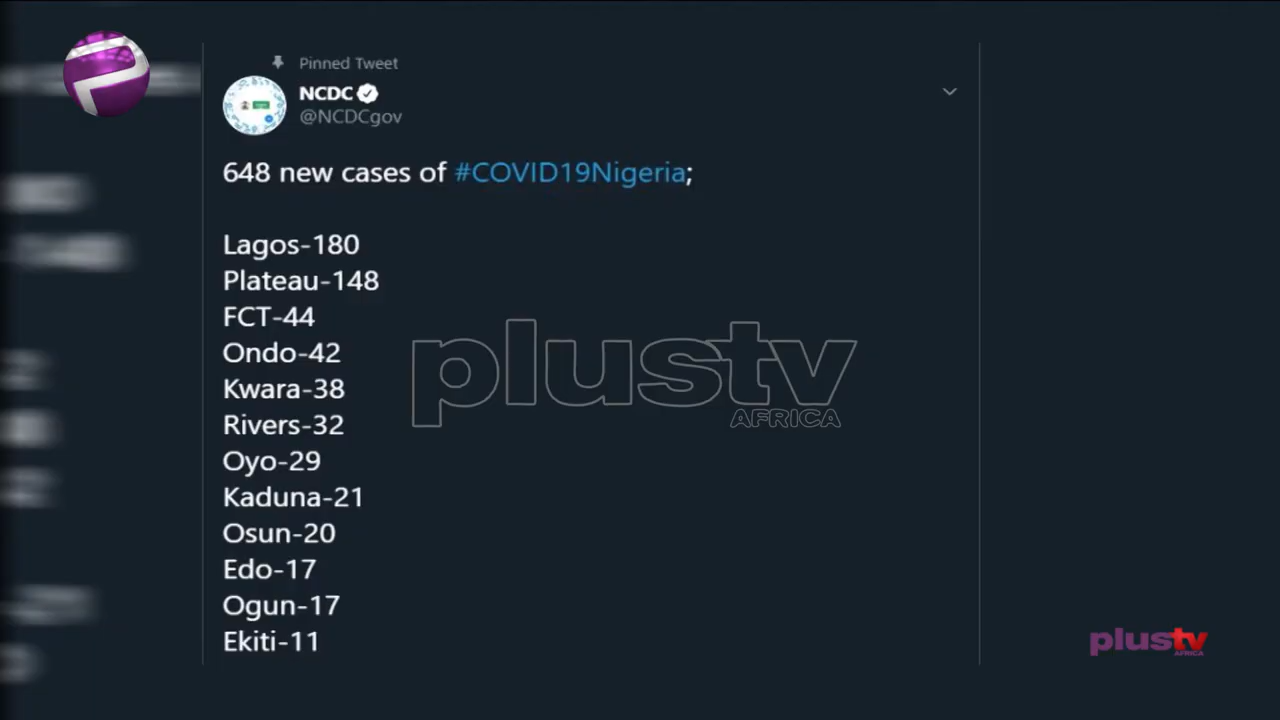 Pinned Tweet
NCDC
@NCDCgov
648 new cases of #COVID19Nigeria;
Lagos-180
Plateau-148
FCT-44
Ondo-42
Kwara-38
Rivers-32
Oyo-29
Kaduna-21
Osun-20
Edo-17
Ogun-17
Ekiti-11
plustv
AFRICA
plustv
AFRICA